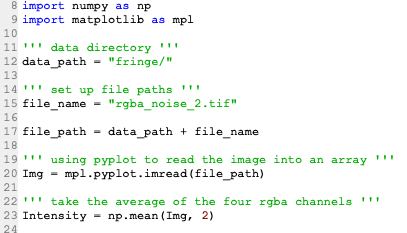 8 import numpy as np
9 import matplotlib as mpl
10
11 ''' data directory '''
12 data_path = "fringe/"
13
14 ''' set up file paths '''
15 file_name = "rgba_noise_2.tif"
16
17 file_path = data_path + file_name
18
19 ''' using pyplot to read the image into an array '''
20 Img = mpl.pyplot.imread(file_path)
21
22 ''' take the average of the four rgba channels '''
23 Intensity = np.mean(Img, 2)
24